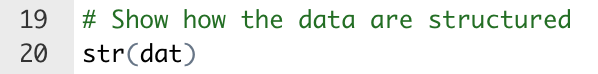 19 # Show how the data are structured
20 str(dat)